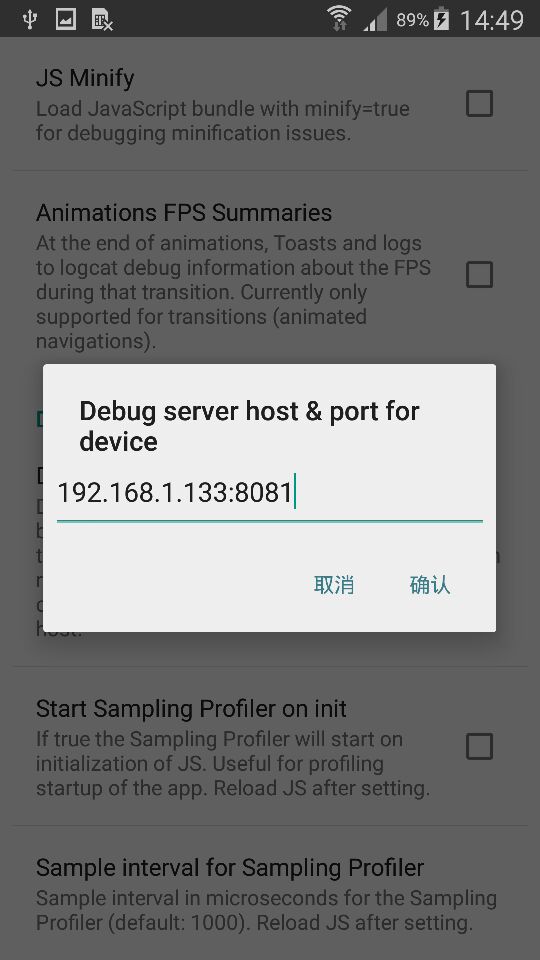 89% 14:49
JS Minify
Load JavaScript bundle with minify=true
for debugging minification issues.
Animations FPS Summaries
At the end of animations, Toasts and logs
to logcat debug information about the FPS
during that transition. Currently only
supported for transitions (animated
navigations).
Debug server host & port for
device
192.168.1.133:8081
取消 确认
host.
Start Sampling Profiler on init
If true the Sampling Profiler will start on
initialization of JS. Useful for profiling
startup of the app. Reload JS after setting.
Sample interval for Sampling Profiler
Sample interval in microseconds for the Sampling
Profiler (default: 1000). Reload JS after setting.